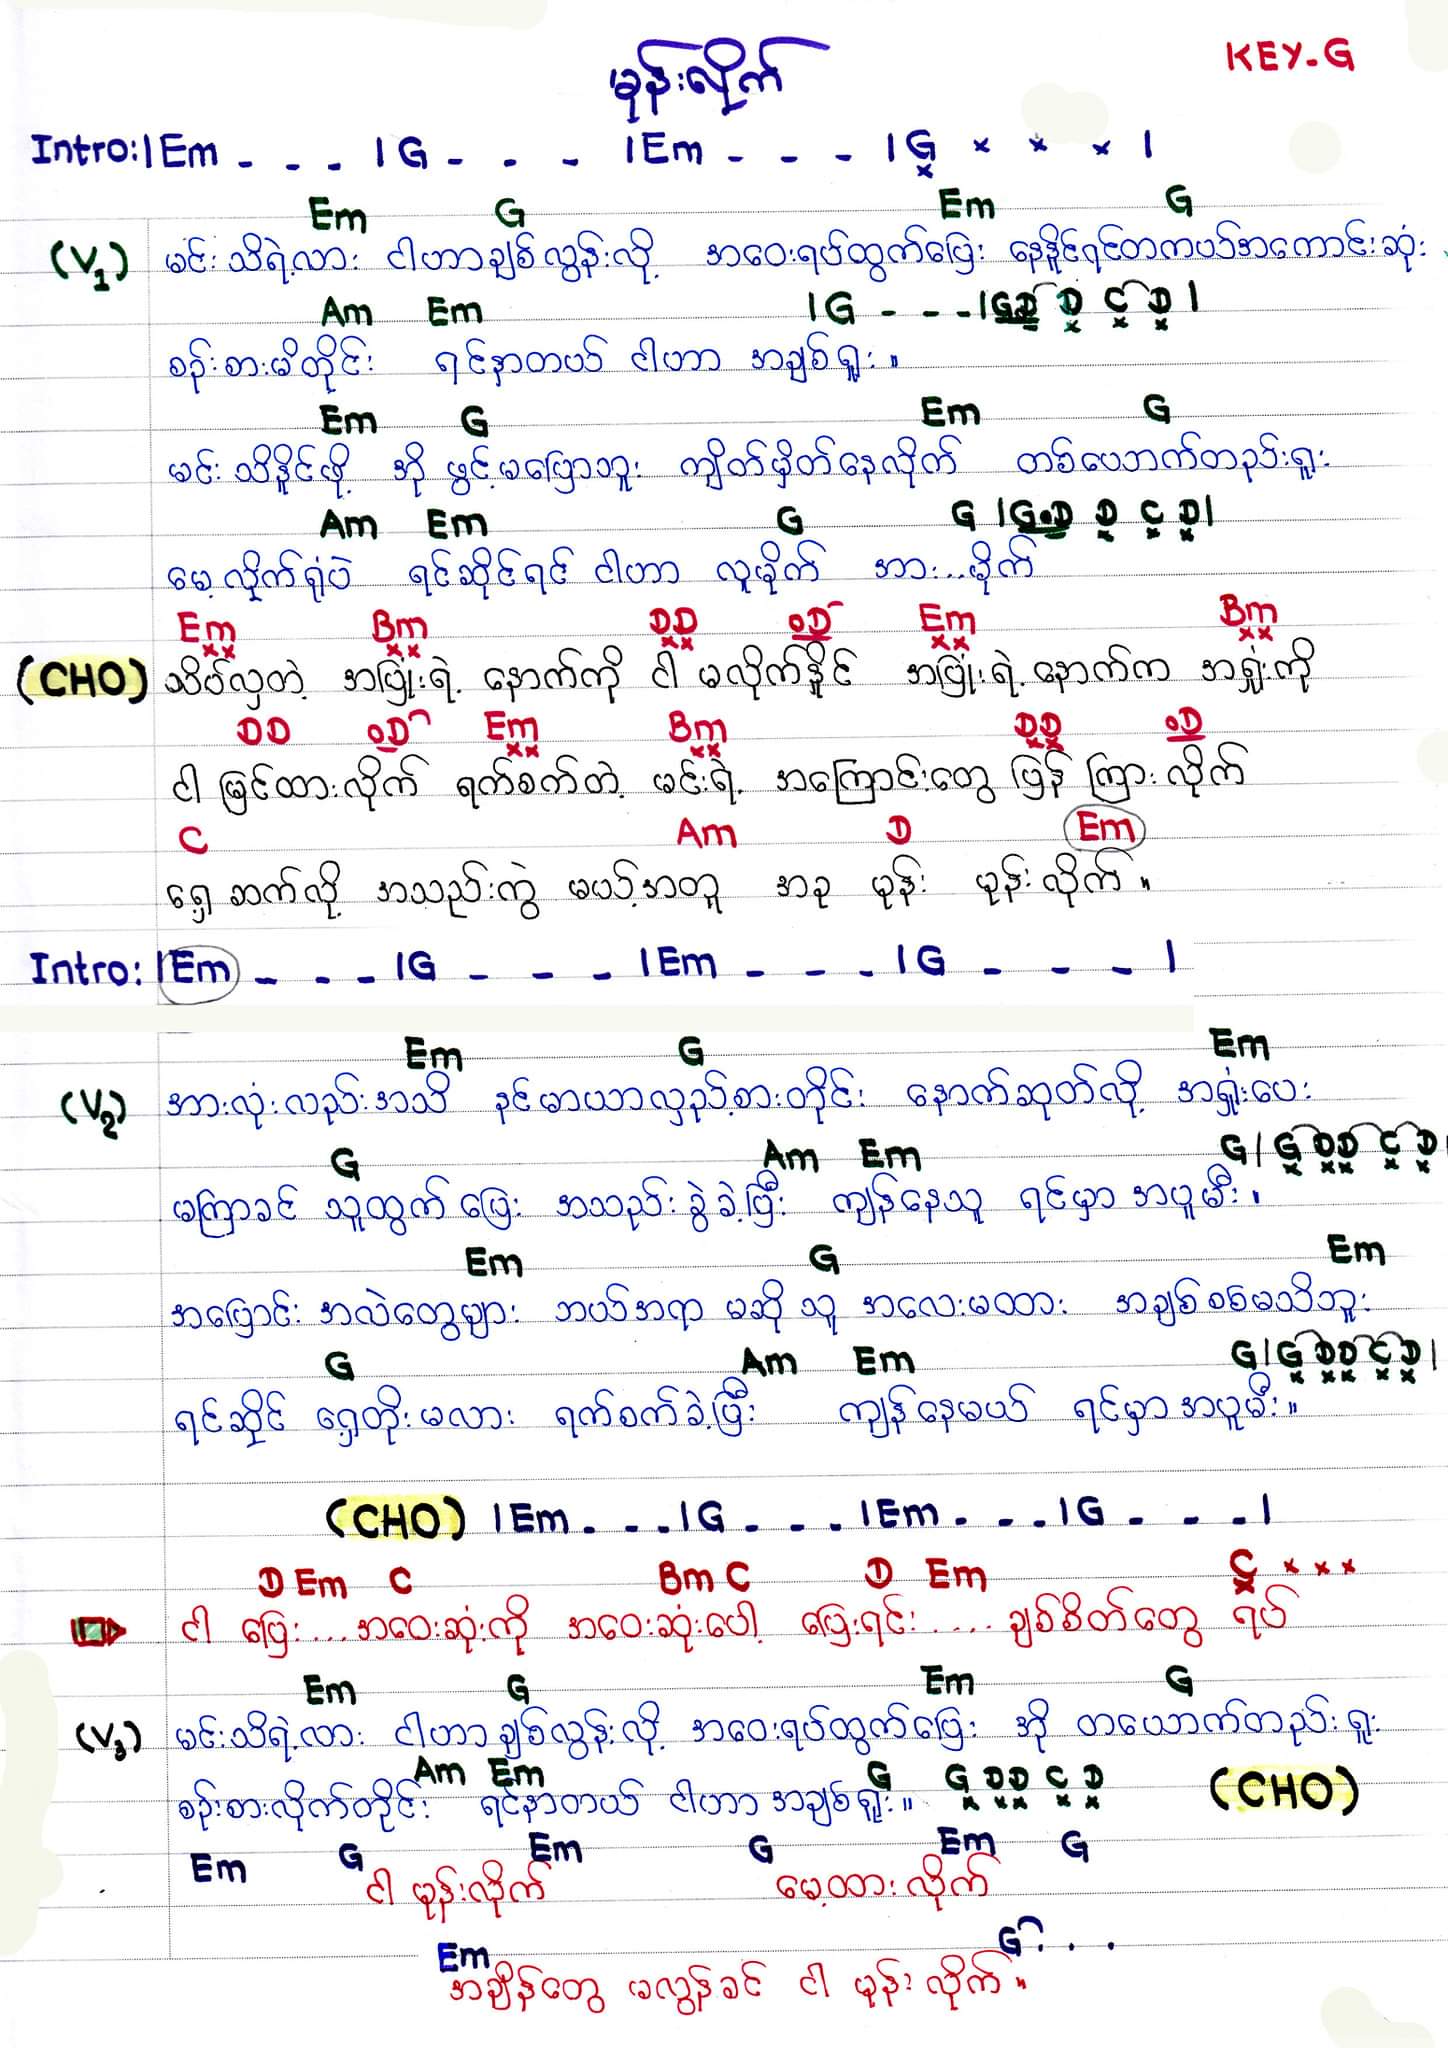 မုန်းလိုက်
KEY-G
Intro: | Em - - - | G - - - | Em - - - | G x x x |
Em G Em G
(V1) မင်းသိရဲ့လား ငါဟာချစ်လွန်းလို့ အဝေးရပ်ထွက်ပြေး နေနိုင်ရင်တကယ်အကောင်းဆုံး
Am Em | G - - - | G D D C D |
စဉ်းစားမိတိုင်း ရင်နာတယ် ငါဟာ အချစ်ရှူး။
Em G Em G
မင်းသိနိုင်ဖို့ အို ဖွင့်မပြောဘူး ကျိတ်မှိတ်နေလိုက် တစ်ယောက်တည်းရှူး
Am Em G G | G.D D C D |
မေ့လိုက်ရုံပဲ ရင်ဆိုင်ရင် ငါဟာ လူမိုက် အား...မိုက်
Em Bm DD oD Em Bm
(CHO) သိပ်လှတဲ့ အပြုံးရဲ့ နောက်ကို ငါ မလိုက်နိုင် အပြုံးရဲ့ နောက်က အရှုံးကို
DD oD Em Bm DD oD
ငါ မြင်ထားလိုက် ရက်စက်တဲ့ မင်းရဲ့ အကြောင်းတွေ ပြန် ကြားလိုက်
C Am D Em
ရှေ့ဆက်လို့ အသည်းကွဲ မယ့်အတူ အခု မုန်း မုန်းလိုက်။
Intro: | Em - - - | G - - - | Em - - - | G - - - |
Em G Em
(V2) အားလုံးလည်းအသိ နင်မာယာလှည့်စားတိုင်း နောက်ဆုတ်လို့ အရှုံးပေး
G Am Em G | G DD C D
မကြာခင် သူထွက်ပြေး အသည်းခွဲခဲ့ပြီး ကျန်နေသူ ရင်မှာ အပူမီး။
Em G Em
အပြောင်း အလဲတွေများ ဘယ်အရာ မဆို သူ အလေးမထား အချစ်စစ်မသိဘူး
G Am Em G | G DD C D |
ရင်ဆိုင် ရှေ့တိုးမလား ရက်စက်ခဲ့ပြီး ကျန်နေမယ် ရင်မှာအပူမီး။
(CHO) | Em - - - | G - - - | Em - - - | G - - - |
D Em C Bm C D Em C x x x
ငါ ပြေး....အဝေးဆုံးကို အဝေးဆုံးပေါ့ ပြေးရင်း..... ချစ်စိတ်တွေ ရပ်
Em G Em G
(V3) မင်းသိရဲ့လား ငါဟာချစ်လွန်းလို့ အဝေးရပ်ထွက်ပြေး အို တယောက်တည်းရှူး
Am Em G G DD C D
စဉ်းစားလိုက်တိုင်း ရင်နာတယ် ငါဟာအချစ်ရှူး။ (CHO)
Em G Em G Em G
ငါ မုန်းလိုက် မေ့ထားလိုက်
Em G . . .
အချိန်တွေ မလွန်ခင် ငါ မုန်းလိုက်။